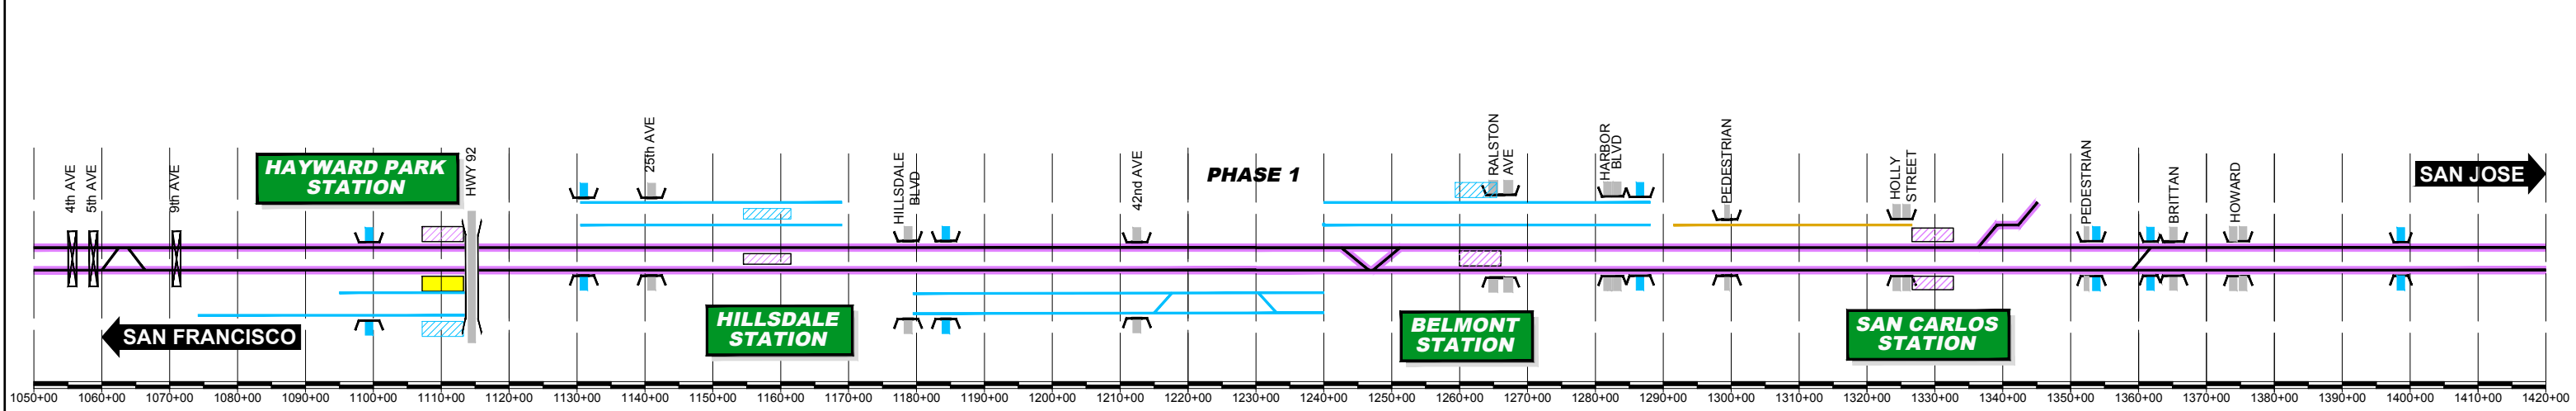 4th AVE
5th AVE
9th AVE
HAYWARD PARK
STATION
HWY 92
25th AVE
HILLSDALE
BLVD
42nd AVE
PHASE 1
RALSTON
AVE
HARBOR
BLVD
PEDESTRIAN
HOLLY
STREET
PEDESTRIAN
BRITTAN
HOWARD
SAN JOSE
SAN FRANCISCO
HILLSDALE
STATION
BELMONT
STATION
SAN CARLOS
STATION
1050+00 1060+00 1070+00 1080+00 1090+00 1100+00 1110+00 1120+00 1130+00 1140+00 1150+00 1160+00 1170+00 1180+00 1190+00 1200+00 1210+00 1220+00 1230+00 1240+00 1250+00 1260+00 1270+00 1280+00 1290+00 1300+00 1310+00 1320+00 1330+00 1340+00 1350+00 1360+00 1370+00 1380+00 1390+00 1400+00 1410+00 1420+00